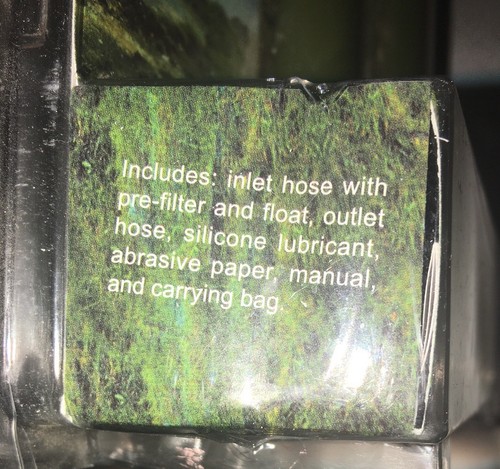 Includes: inlet hose with
pre-filter and float, outlet
hose, silicone lubricant,
abrasive paper, manual,
and carrying bag.